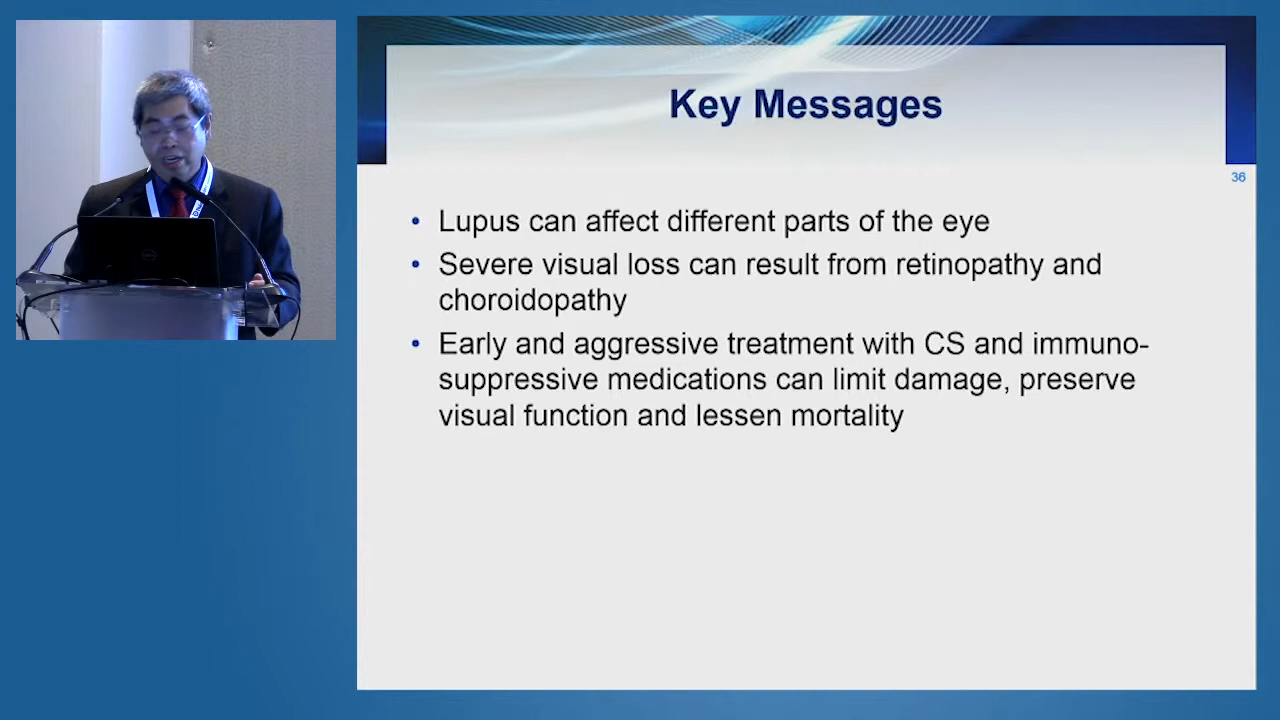 Key Messages
36
• Lupus can affect different parts of the eye
• Severe visual loss can result from retinopathy and
choroidopathy
• Early and aggressive treatment with CS and immuno-
suppressive medications can limit damage, preserve
visual function and lessen mortality